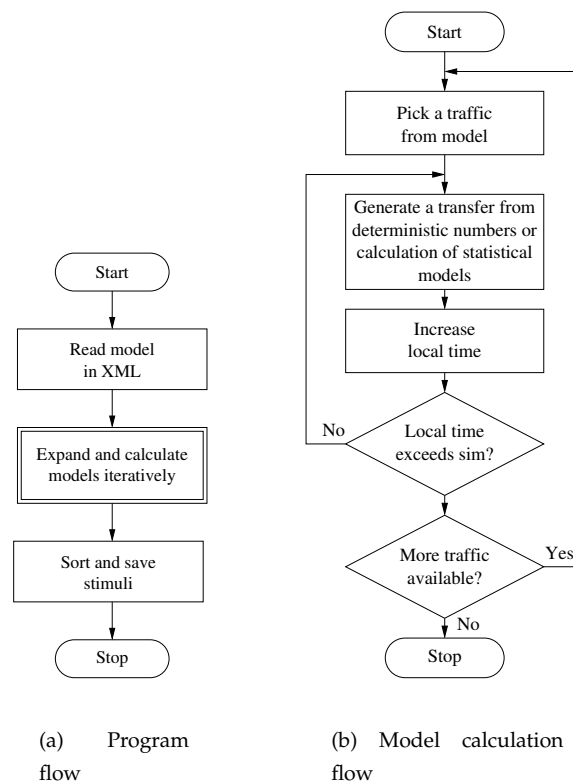 Start
Read model
in XML
Expand and calculate
models iteratively
Sort and save
stimuli
Stop
(a) Program
flow
Start
Pick a traffic
from model
Generate a transfer from
deterministic numbers or
calculation of statistical
models
Increase
local time
No
Local time
exceeds sim?
More traffic
available?
Yes
No
Stop
(b) Model calculation
flow